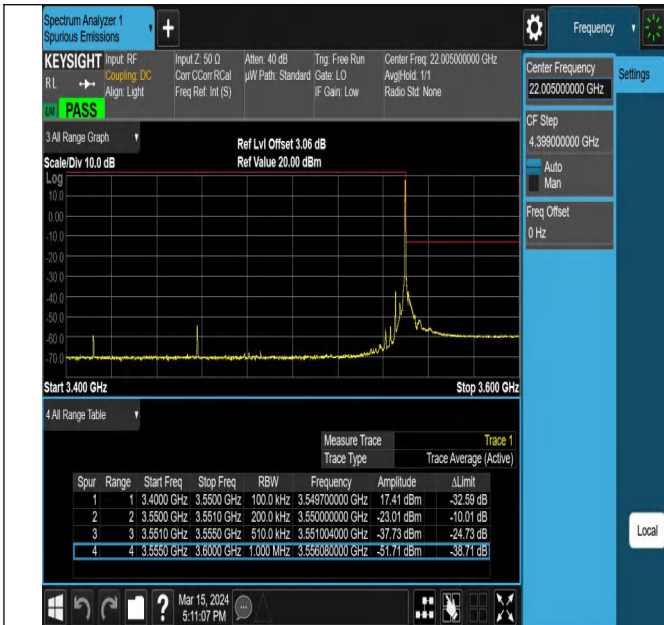 Spectrum Analyzer 1
Spurious Emissions
+
Frequency
KEYSIGHT
RL
PASS
Input: RF
Coupling: DC
Align: Light
Input Z: 50 Ω
Corr CCorr RCal
Freq Ref: Int (S)
Atten: 40 dB
µW Path: Standard
Trig: Free Run
Gate: LO
IF Gain: Low
Center Freq: 22.005000000 GHz
Avg|Hold: 1/1
Radio Std: None
Center Frequency
22.005000000 GHz
Settings
CF Step
4.399000000 GHz
Auto
Man
Freq Offset
0 Hz
3 All Range Graph
Scale/Div 10.0 dB
Ref Lvl Offset 3.06 dB
Ref Value 20.00 dBm
Log
10.0
0.00
-10.0
-20.0
-30.0
-40.0
-50.0
-60.0
-70.0
Start 3.400 GHz
Stop 3.600 GHz
4 All Range Table
Measure Trace Trace 1
Trace Type Trace Average (Active)
Spur Range Start Freq Stop Freq RBW Frequency Amplitude ΔLimit
1 1 3.4000 GHz 3.5500 GHz 100.0 kHz 3.549700000 GHz 17.41 dBm -32.59 dB
2 2 3.5500 GHz 3.5510 GHz 200.0 kHz 3.550000000 GHz -23.01 dBm -10.01 dB
3 3 3.5510 GHz 3.5550 GHz 510.0 kHz 3.551004000 GHz -37.73 dBm -24.73 dB
4 4 3.5550 GHz 3.6000 GHz 1.000 MHz 3.556080000 GHz -51.71 dBm -38.71 dB
Local
?
Mar 15, 2024
5:11:07 PM